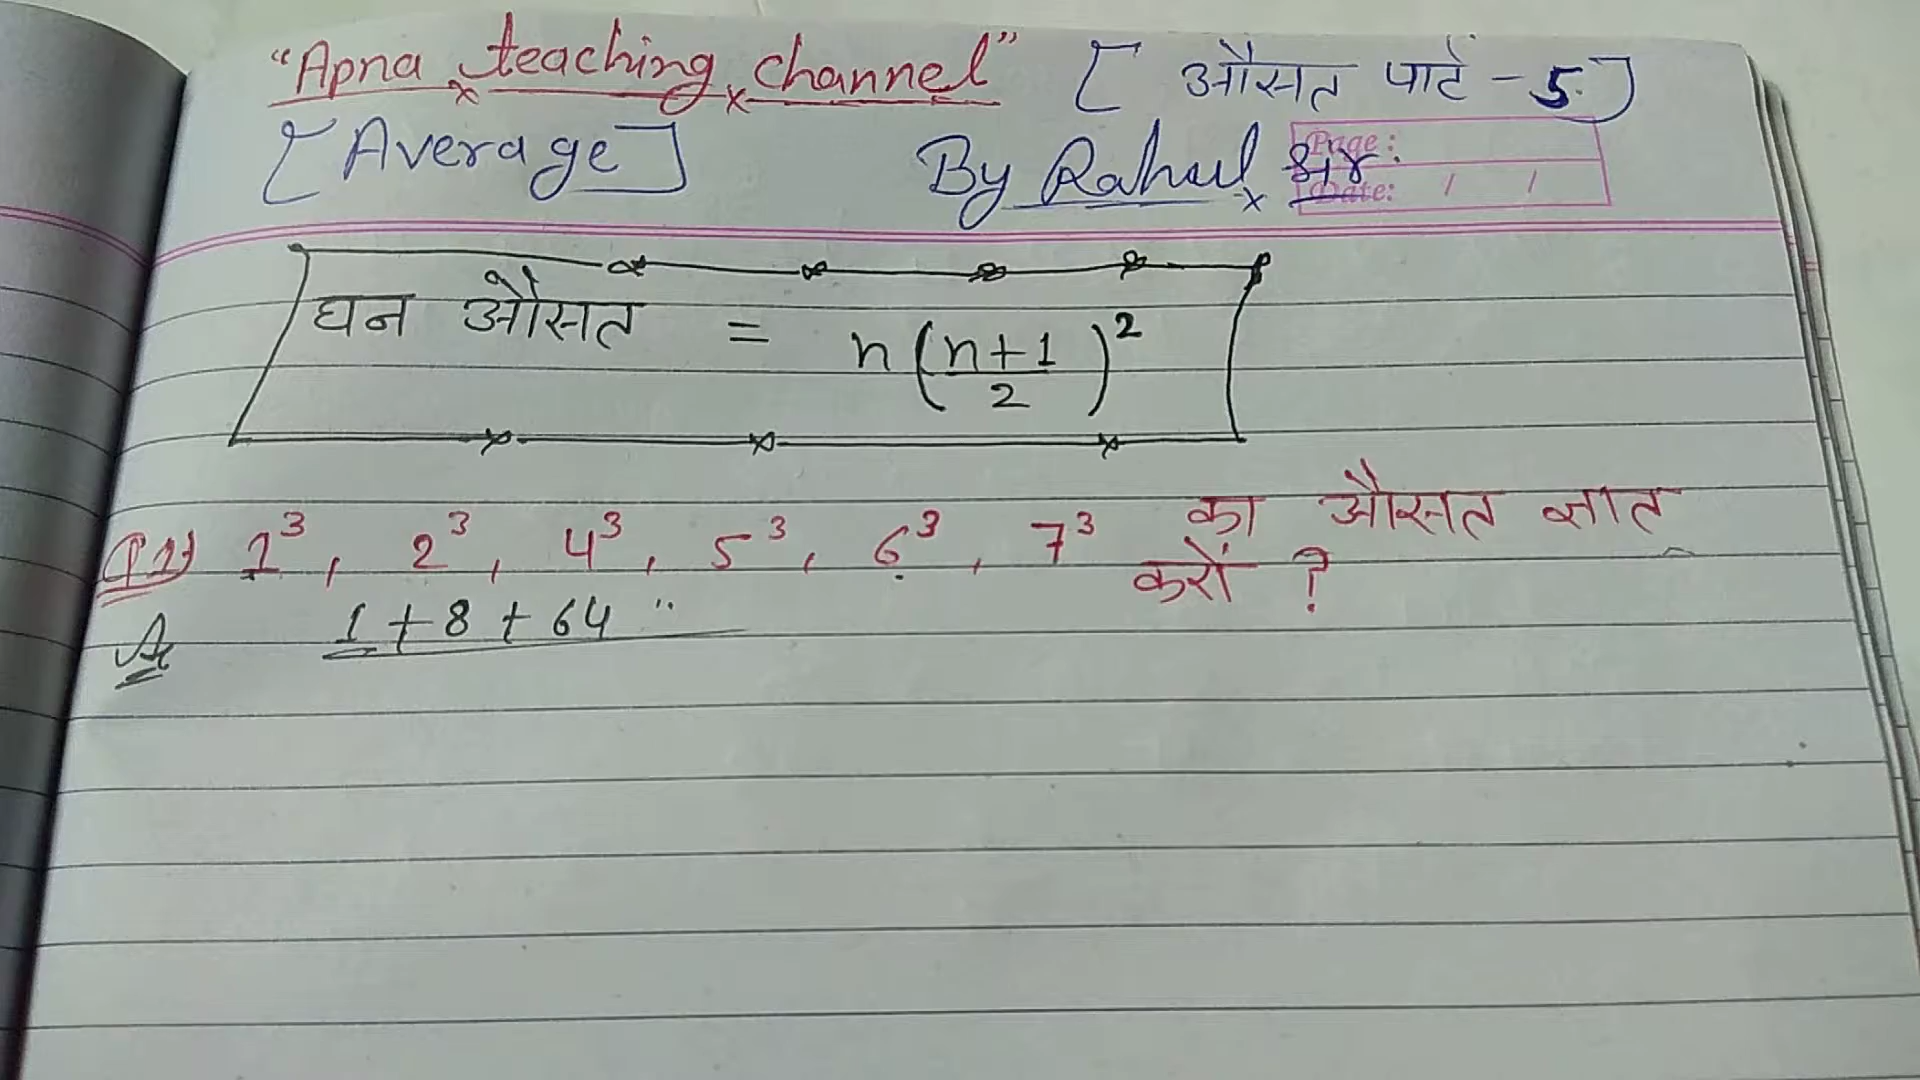 “Apna teaching channel” [औसत पार्ट - 5.]
[Average] By Rahul सर
Page:
Date: / /
घन औसत = n(n+1/2)²
Q1) 1³, 2³, 4³, 5³, 6³, 7³ का औसत ज्ञात
करों ?
1 + 8 + 64 "